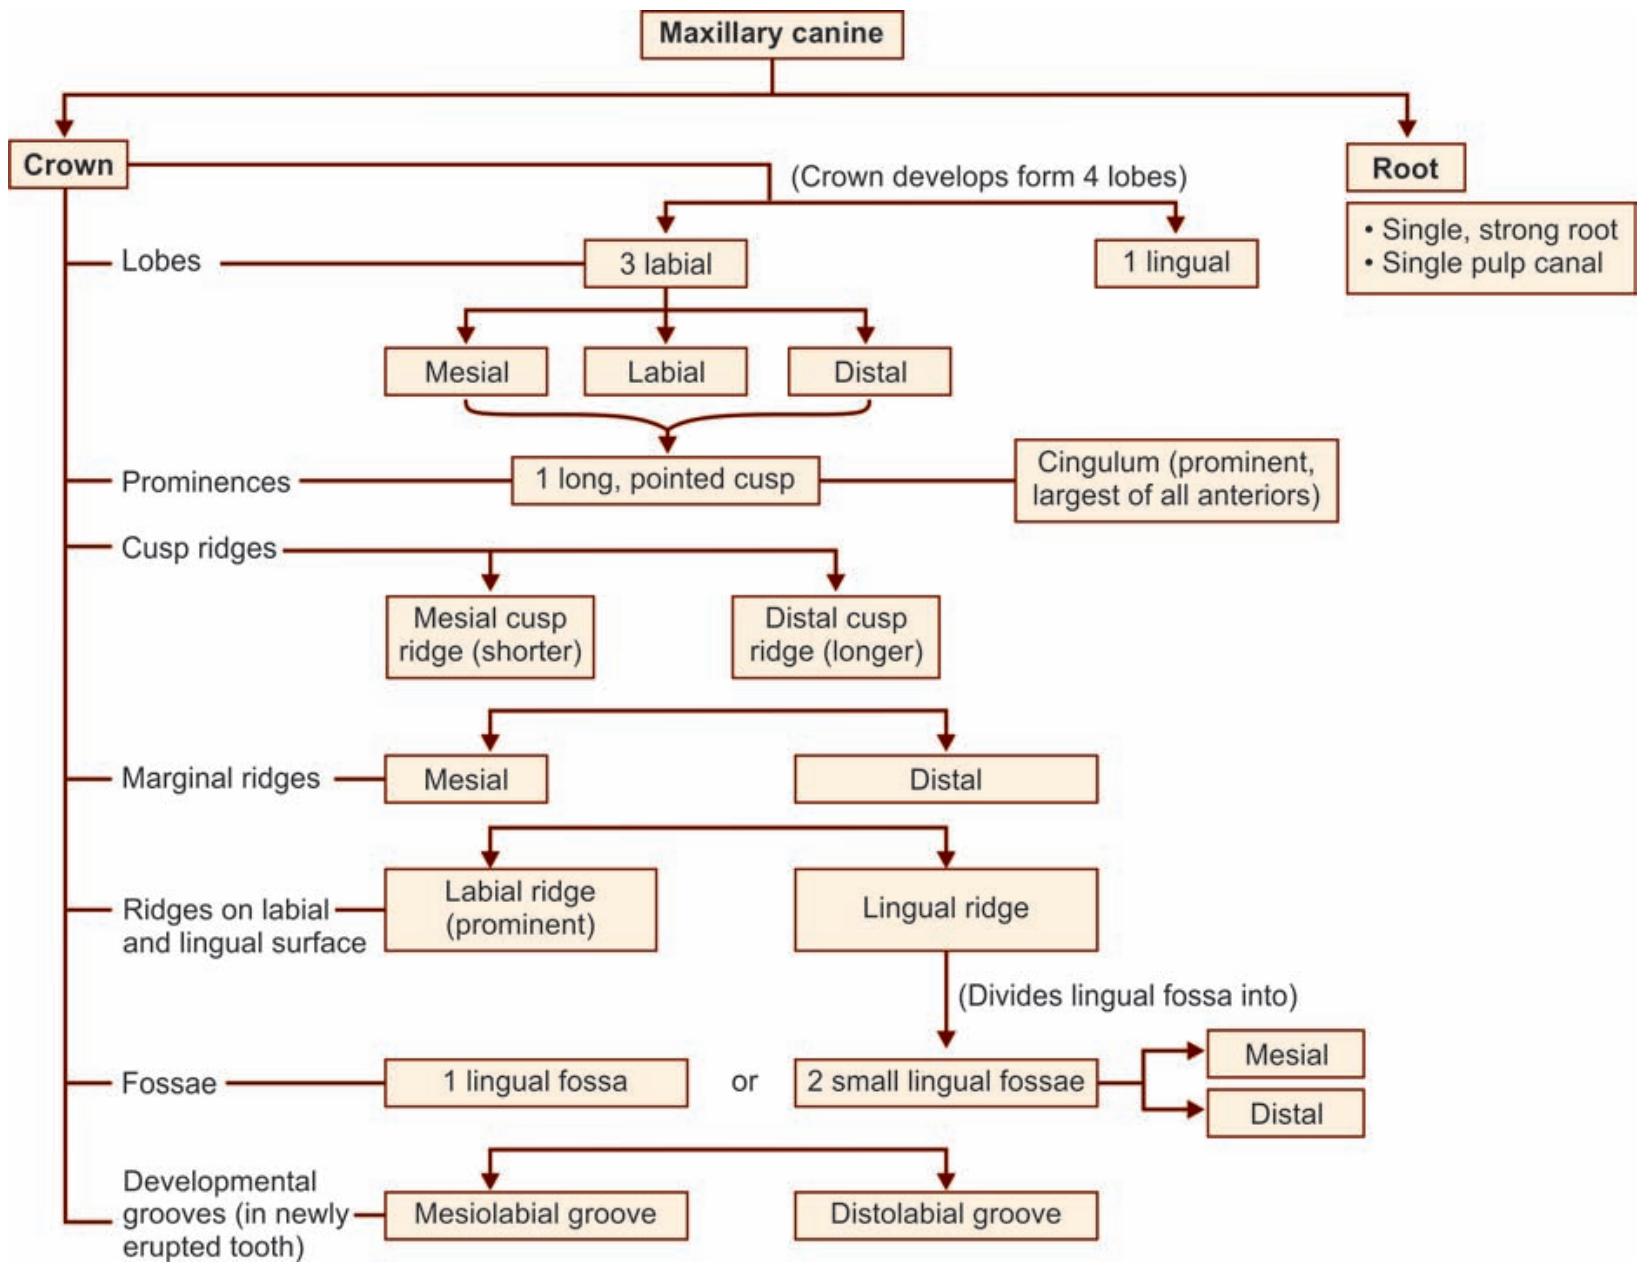 Maxillary canine
Crown
Root
(Crown develops form 4 lobes)
• Single, strong root
• Single pulp canal
Lobes
3 labial
1 lingual
Mesial
Labial
Distal
Prominences
1 long, pointed cusp
Cingulum (prominent,
largest of all anteriors)
Cusp ridges
Mesial cusp
ridge (shorter)
Distal cusp
ridge (longer)
Marginal ridges
Mesial
Distal
Ridges on labial
and lingual surface
Labial ridge
(prominent)
Lingual ridge
(Divides lingual fossa into)
Fossae
1 lingual fossa
or
2 small lingual fossae
Mesial
Distal
Developmental
grooves (in newly
erupted tooth)
Mesiolabial groove
Distolabial groove